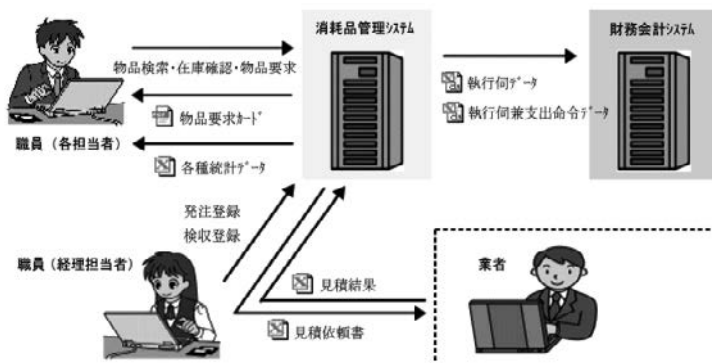 消耗品管理ｼｽﾃﾑ
財務会計ｼｽﾃﾑ
物品検索・在庫確認・物品要求
執行伺ﾃﾞｰﾀ
執行伺兼支出命令ﾃﾞｰﾀ
物品要求ｶｰﾄﾞ
職員（各担当者）
各種統計ﾃﾞｰﾀ
発注登録
検収登録
職員（経理担当者）
業者
見積結果
見積依頼書